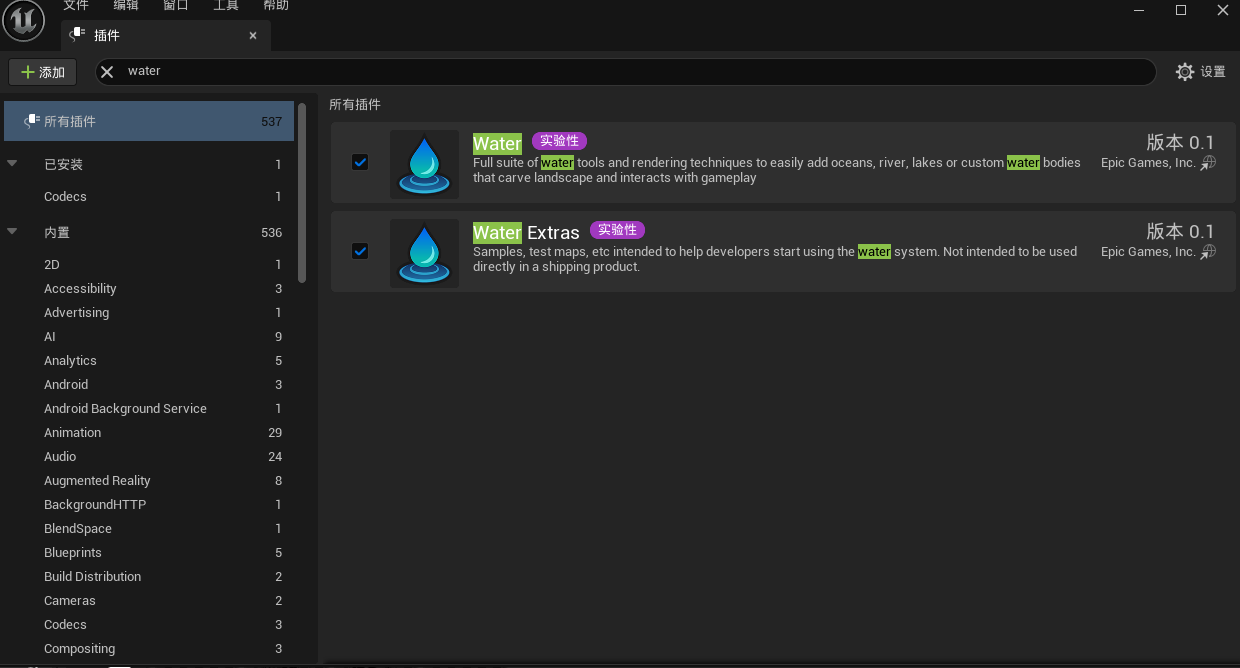 文件 编辑 窗口 工具 帮助
插件
添加
water
设置
所有插件 537
已安装 1
Codecs 1
内置 536
2D 1
Accessibility 3
Advertising 1
AI 9
Analytics 5
Android 3
Android Background Service 1
Animation 29
Audio 24
Augmented Reality 8
BackgroundHTTP 1
BlendSpace 1
Blueprints 5
Build Distribution 2
Cameras 2
Codecs 3
Compositing 3
所有插件
Water 实验性
版本 0.1
Full suite of water tools and rendering techniques to easily add oceans, river, lakes or custom water bodies
that carve landscape and interacts with gameplay
Epic Games, Inc.
Water Extras 实验性
版本 0.1
Samples, test maps, etc intended to help developers start using the water system. Not intended to be used
directly in a shipping product.
Epic Games, Inc.